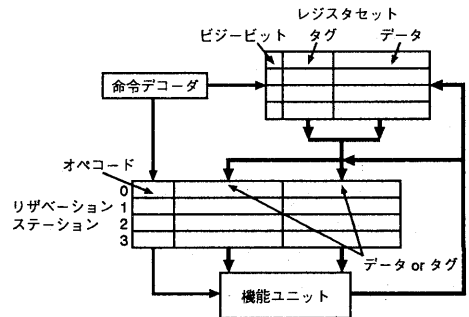 レジスタセット
ビジービット タグ データ
命令デコーダ
オペコード
リザベーション
ステーション
0
1
2
3
データ or タグ
機能ユニット